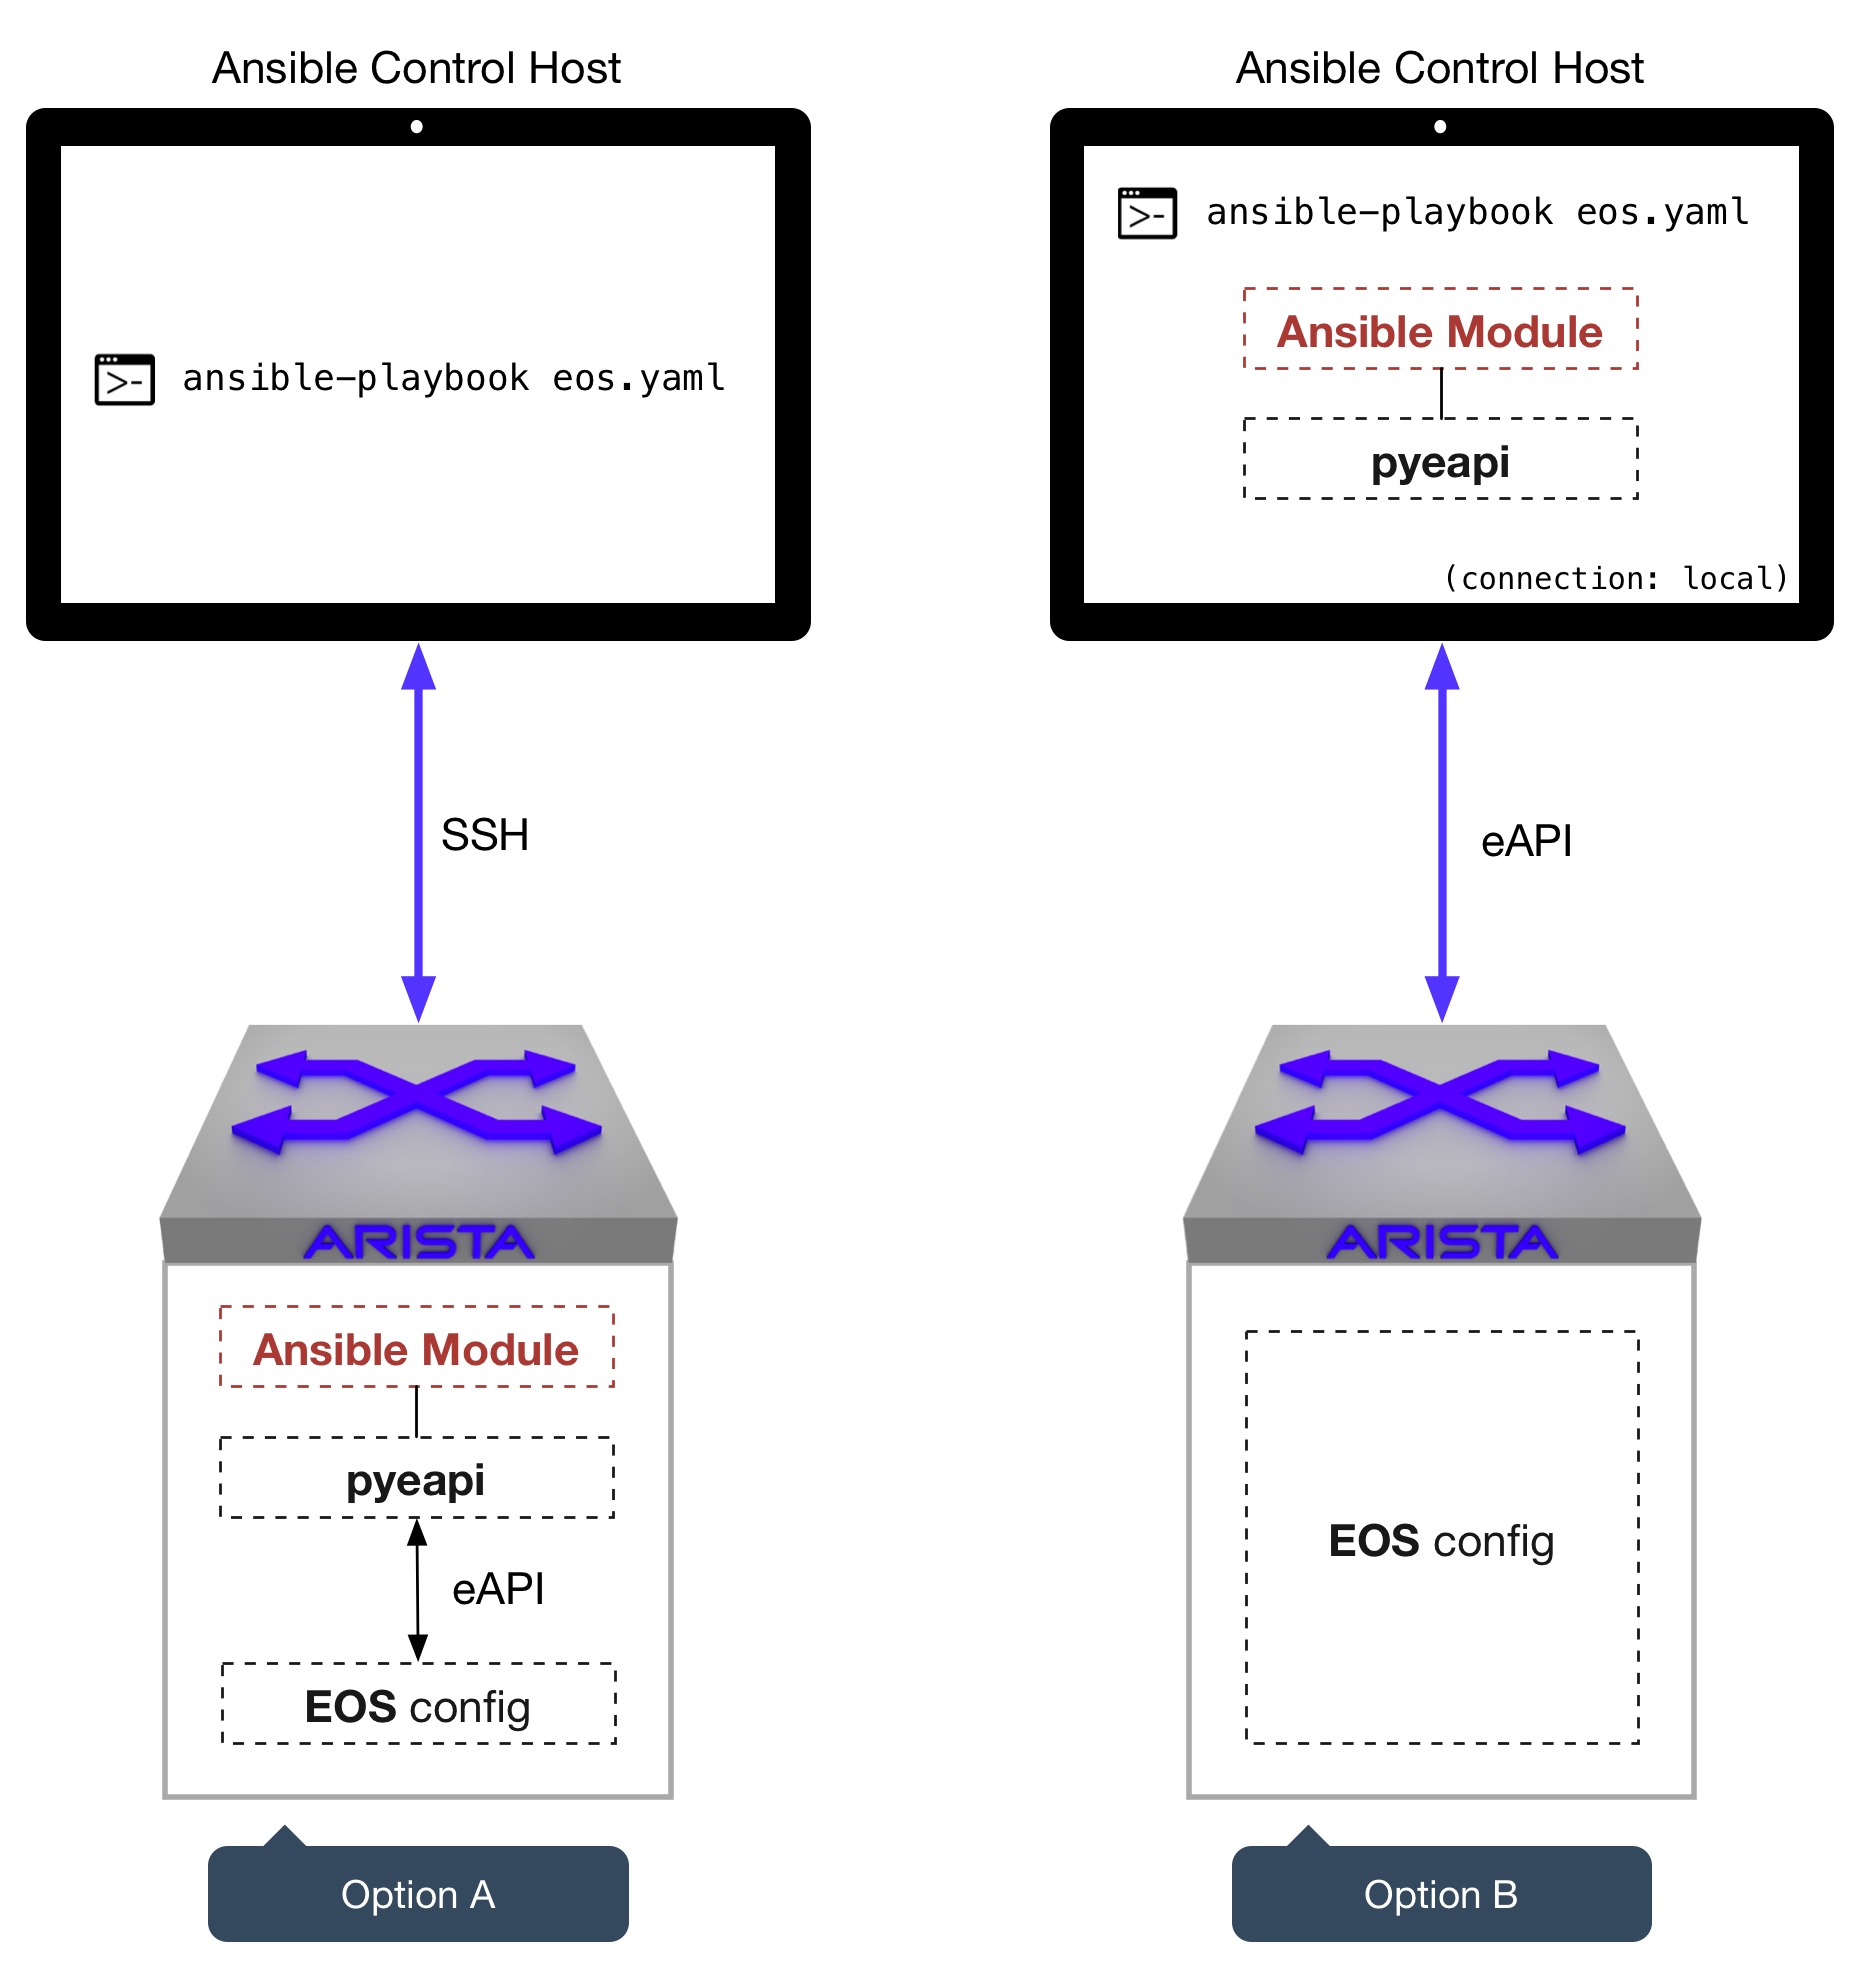 Ansible Control Host
>- ansible-playbook eos.yaml
SSH
ARISTA
Ansible Module
pyeapi
eAPI
EOS config
Option A
Ansible Control Host
>- ansible-playbook eos.yaml
Ansible Module
pyeapi
(connection: local)
eAPI
ARISTA
EOS config
Option B